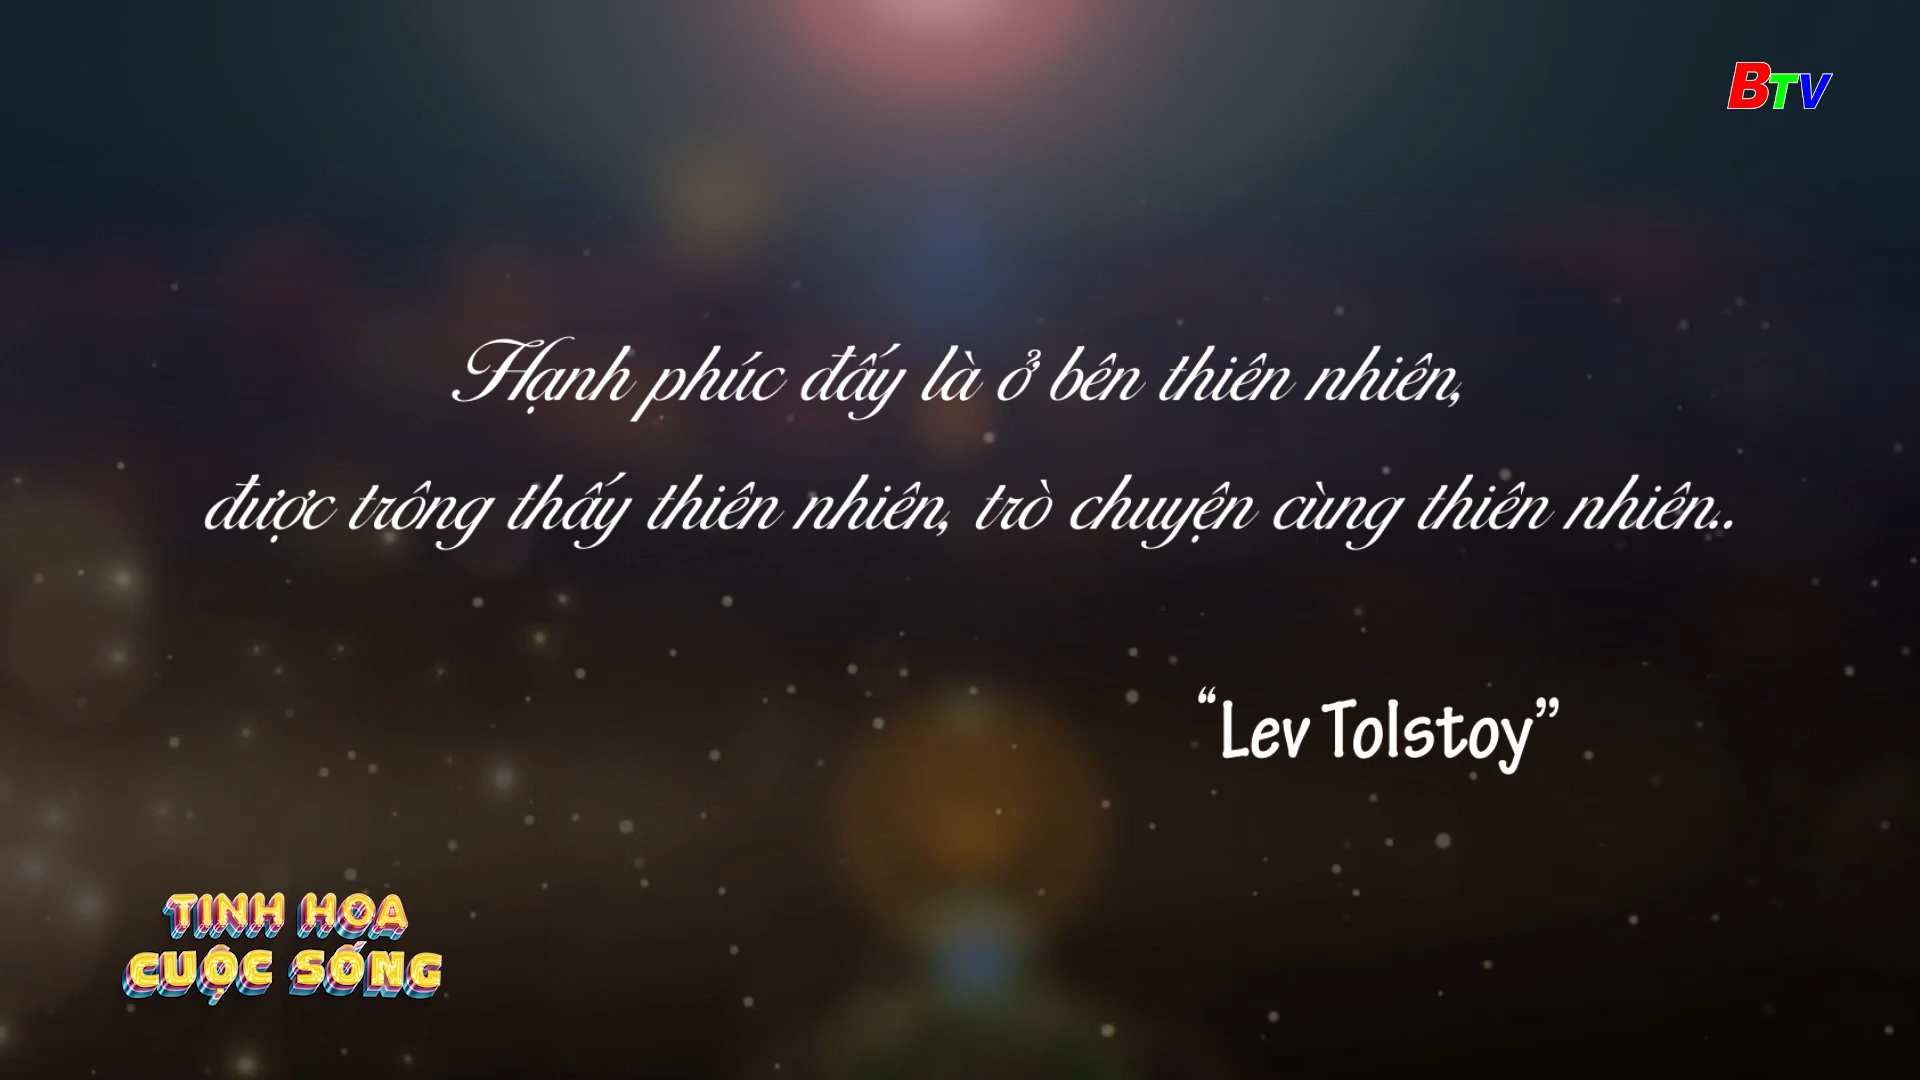 BTV
Hạnh phúc đấy là ở bên thiên nhiên,
được trông thấy thiên nhiên, trò chuyện cùng thiên nhiên..
“Lev Tolstoy”
TINH HOA
CUỘC SỐNG